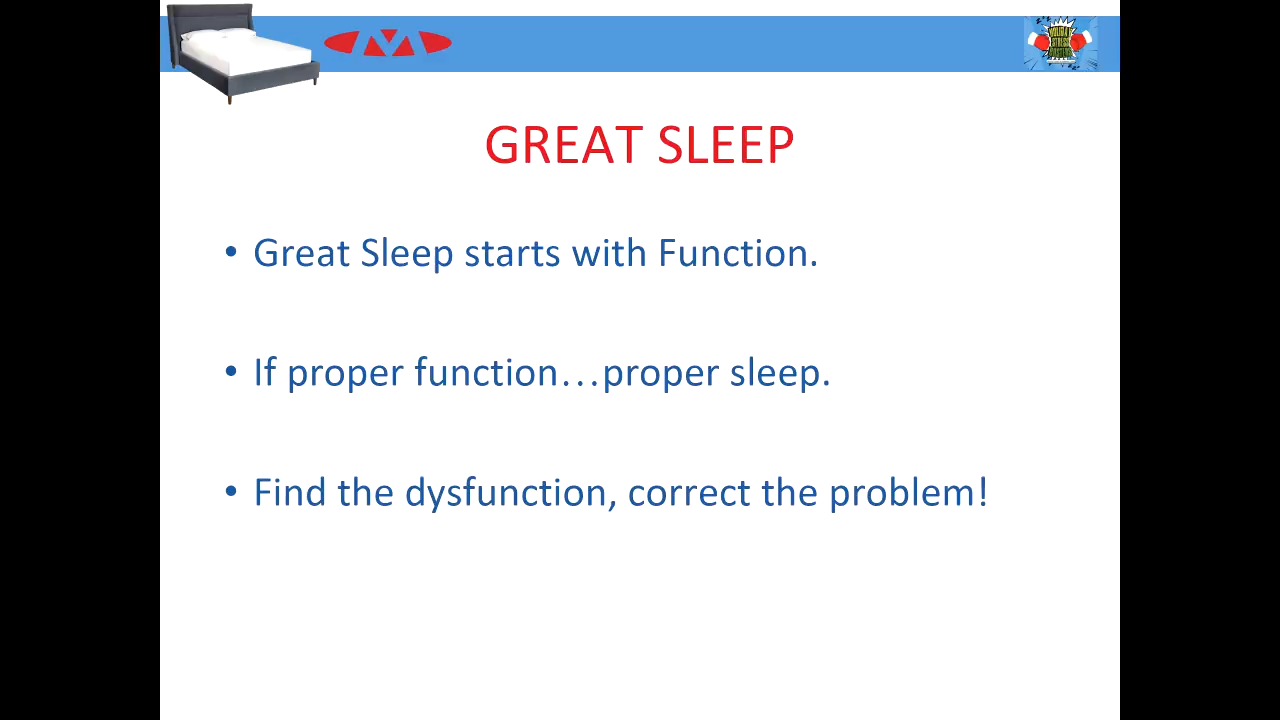 GREAT SLEEP
• Great Sleep starts with Function.
• If proper function…proper sleep.
• Find the dysfunction, correct the problem!